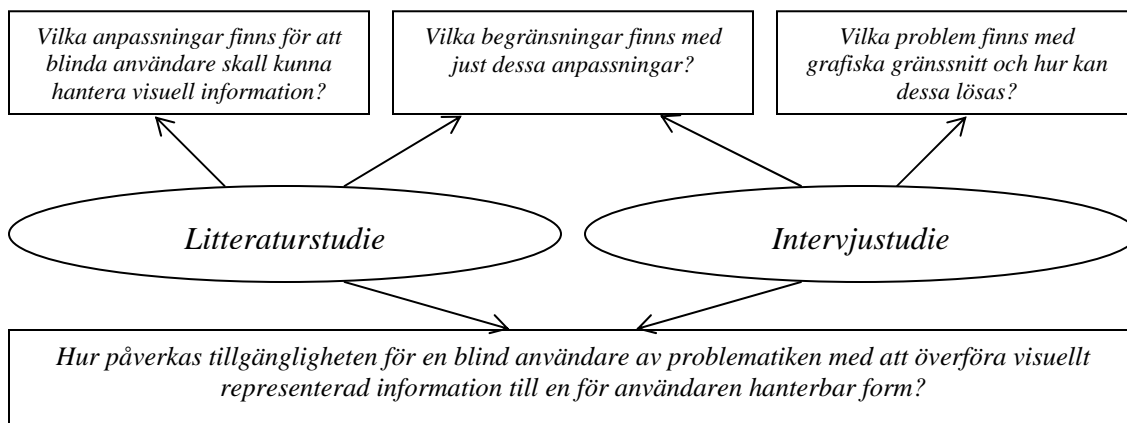 Vilka anpassningar finns för att
blinda användare skall kunna
hantera visuell information?
Vilka begränsningar finns med
just dessa anpassningar?
Vilka problem finns med
grafiska gränssnitt och hur kan
dessa lösas?
Litteraturstudie
Intervjustudie
Hur påverkas tillgängligheten för en blind användare av problematiken med att överföra visuellt
representerad information till en för användaren hanterbar form?